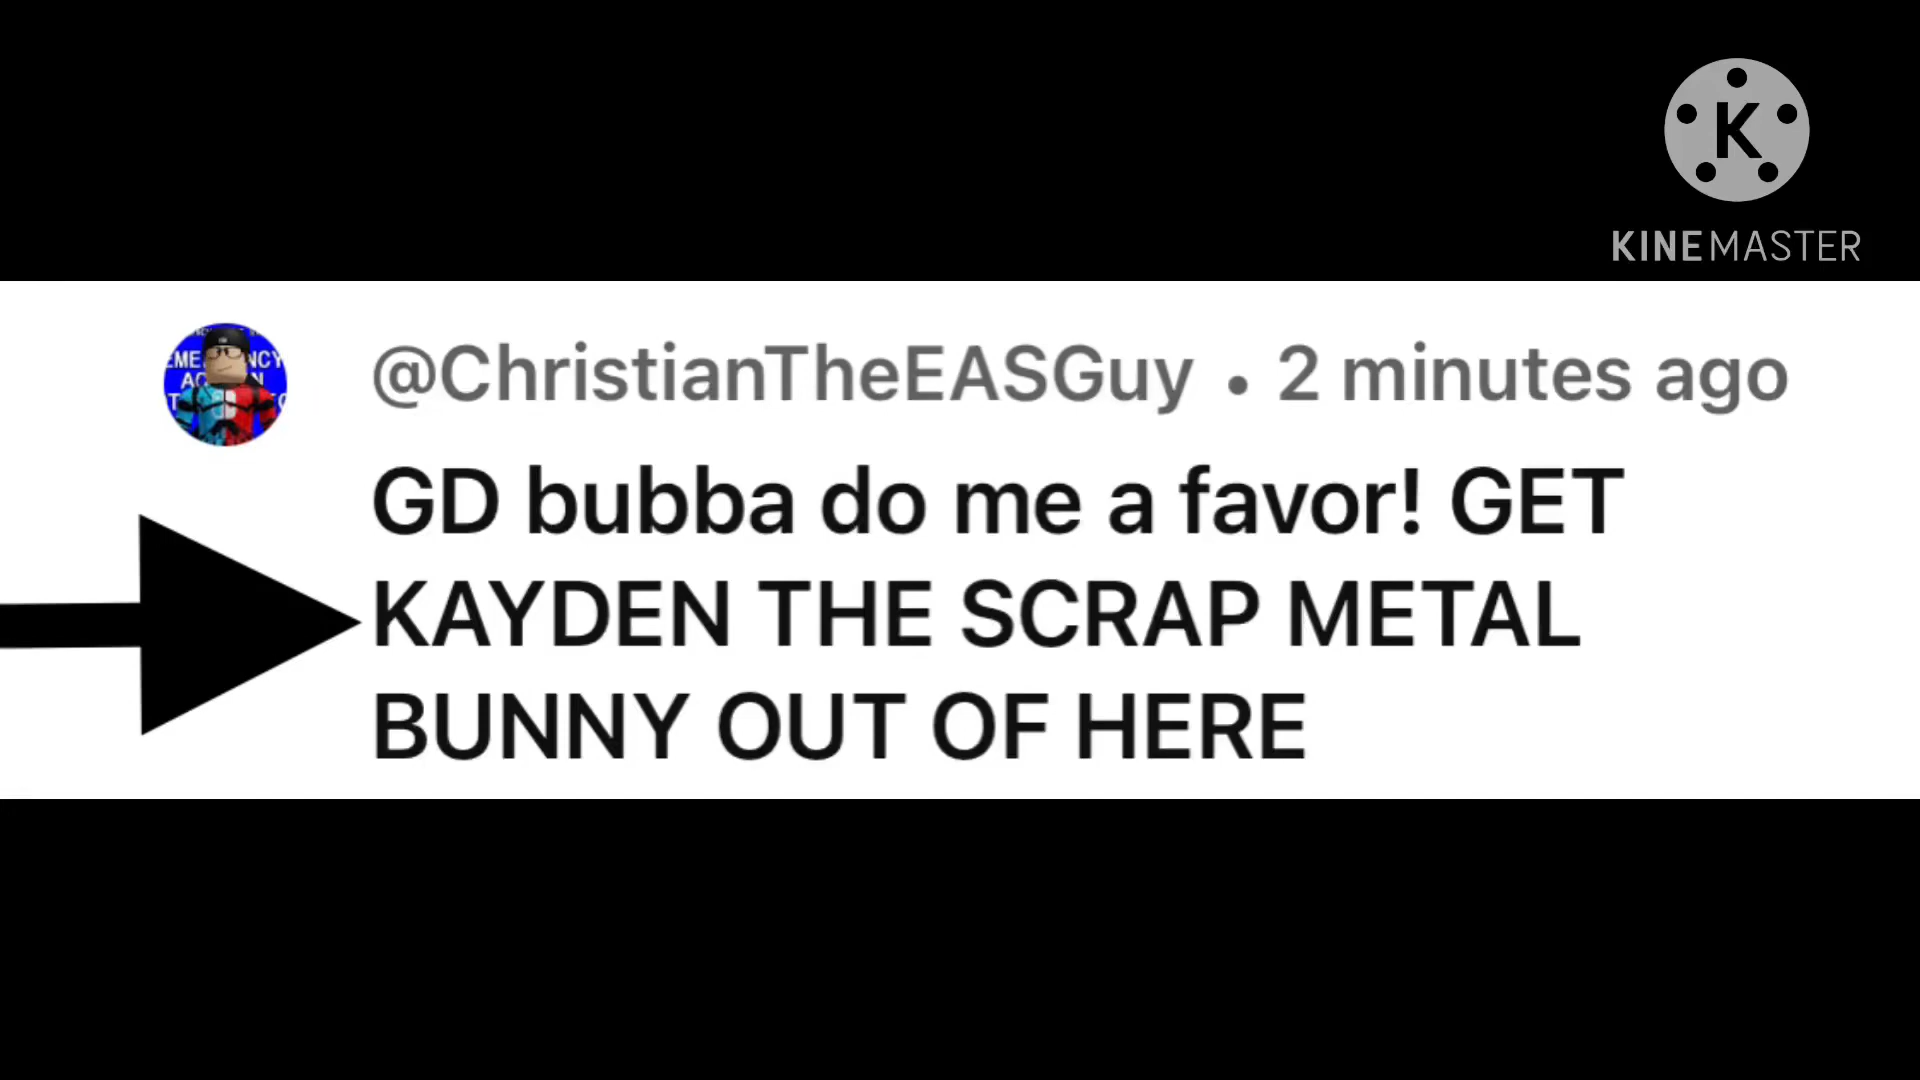 K
KINEMASTER
@ChristianTheEASGuy • 2 minutes ago
GD bubba do me a favor! GET
KAYDEN THE SCRAP METAL
BUNNY OUT OF HERE